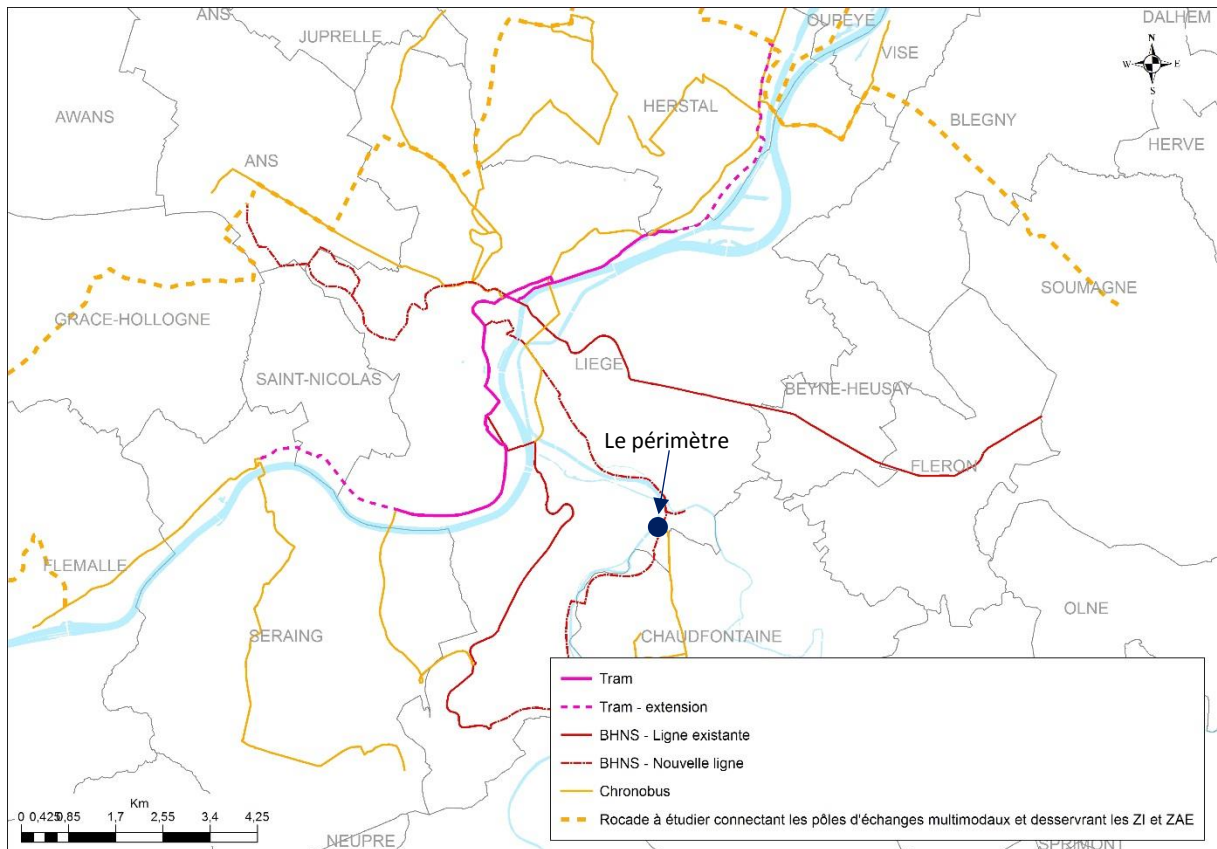 ANS
JUPRELLE
OUPEYE
DALHEM
VISE
N
W E
S
AWANS
HERSTAL
BLEGNY
HERVE
ANS
SOUMAGNE
GRACE-HOLLOGNE
LIEGE
SAINT-NICOLAS
BEYNE-HEUSAY
Le périmètre
FLERON
FLEMALLE
OLNE
SERAING
CHAUDFONTAINE
Tram
Tram - extension
BHNS - Ligne existante
BHNS - Nouvelle ligne
Chronobus
Rocade à étudier connectant les pôles d'échanges multimodaux et desservant les ZI et ZAE
Km
0 0,425 0,85 1,7 2,55 3,4 4,25
NEUPRE
SPRIMONT